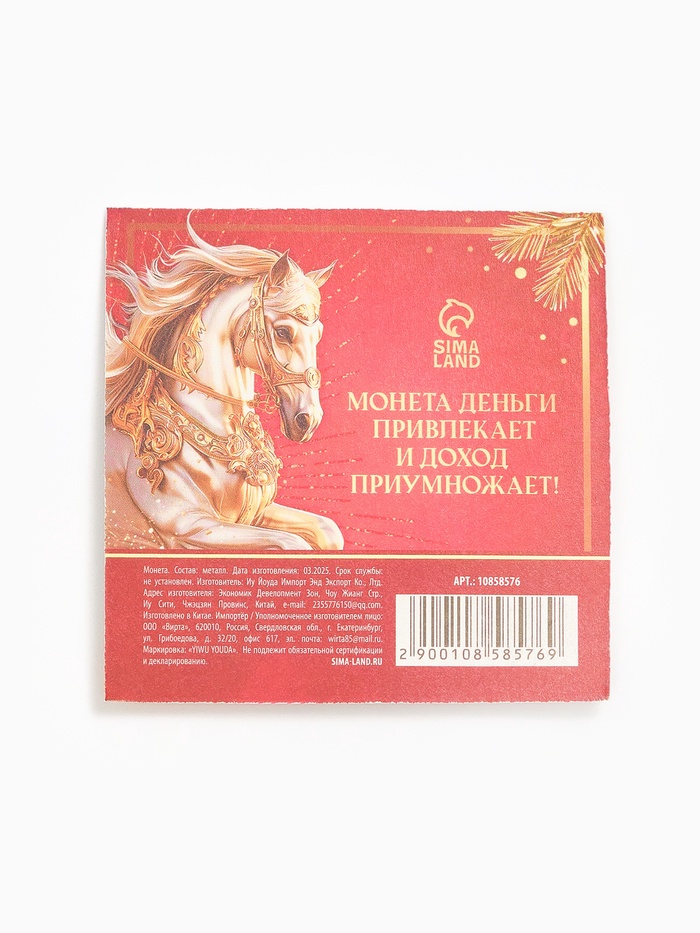 SIMA
LAND
МОНЕТА ДЕНЬГИ
ПРИВЛЕКАЕТ
И ДОХОД
ПРИУМНОЖАЕТ!
Монета. Состав: металл. Дата изготовления: 03.2025. Срок службы:
не установлен. Изготовитель: Иу Йоуда Импорт Энд Экспорт Ко., Лтд.
Адрес изготовителя: Экономик Девелопмент Зон, Чоу Жианг Стр.,
Иу Сити, Чжэцзян Провинс, Китай, e-mail: 2355776150@qq.com.
Изготовлено в Китае. Импортёр / Уполномоченное изготовителем лицо:
ООО «Вирта», 620010, Россия, Свердловская обл., г. Екатеринбург,
ул. Грибоедова, д. 32/20, офис 617, эл. почта: wirta85@mail.ru.
Маркировка: «YIWU YOUDA». Не подлежит обязательной сертификации
и декларированию. SIMA-LAND.RU
АРТ.: 10858576
2 900108 585769